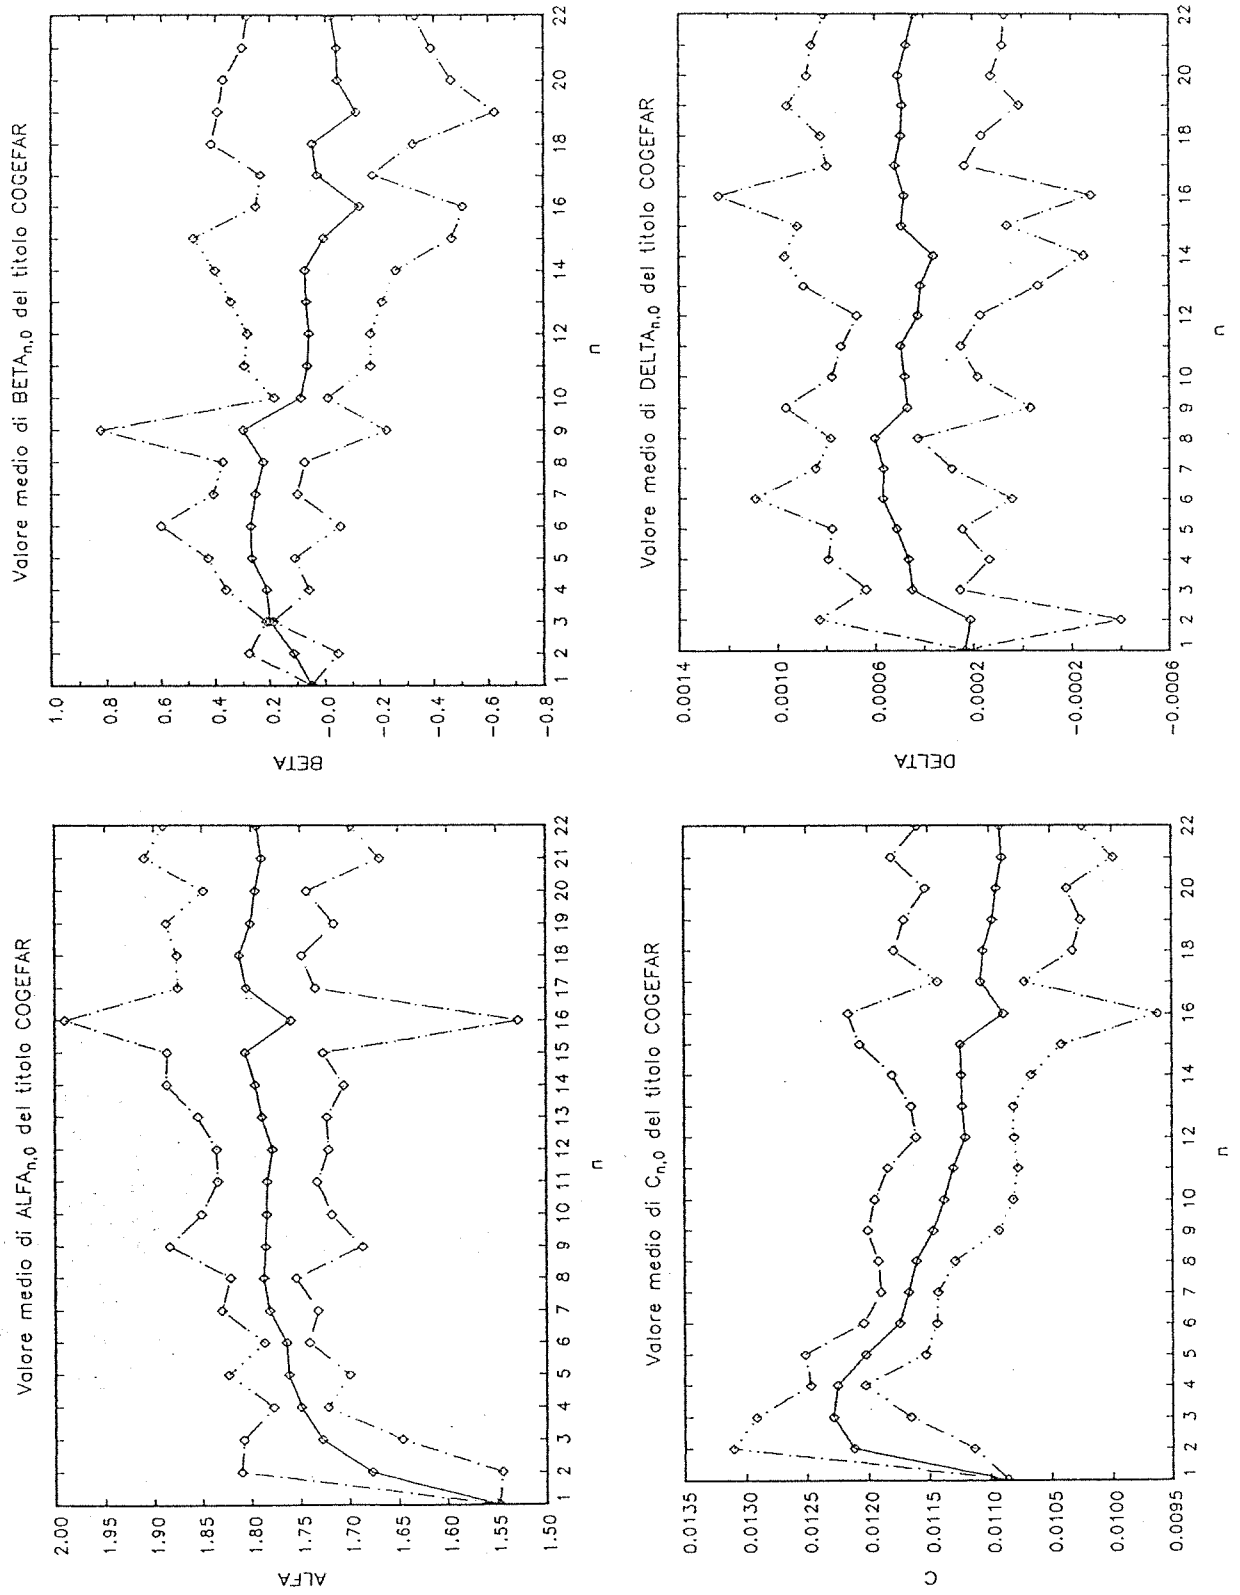 Valore medio di ALFAn,0 del titolo COGEFAR
ALFA
2.00
1.95
1.90
1.85
1.80
1.75
1.70
1.65
1.60
1.55
1.50
1 2 3 4 5 6 7 8 9 10 11 12 13 14 15 16 17 18 19 20 21 22
n
Valore medio di BETAn,0 del titolo COGEFAR
BETA
1.0
0.8
0.6
0.4
0.2
-0.0
-0.2
-0.4
-0.6
-0.8
1 2 3 4 5 6 7 8 9 10 11 12 14 16 18 20 22
n
Valore medio di Cn,0 del titolo COGEFAR
C
0.0135
0.0130
0.0125
0.0120
0.0115
0.0110
0.0105
0.0100
0.0095
1 2 3 4 5 6 7 8 9 10 11 12 14 16 18 20 22
n
Valore medio di DELTAn,0 del titolo COGEFAR
DELTA
0.0014
0.0010
0.0006
0.0002
-0.0002
-0.0006
1 2 3 4 5 6 7 8 9 10 11 12 14 16 18 20 22
n